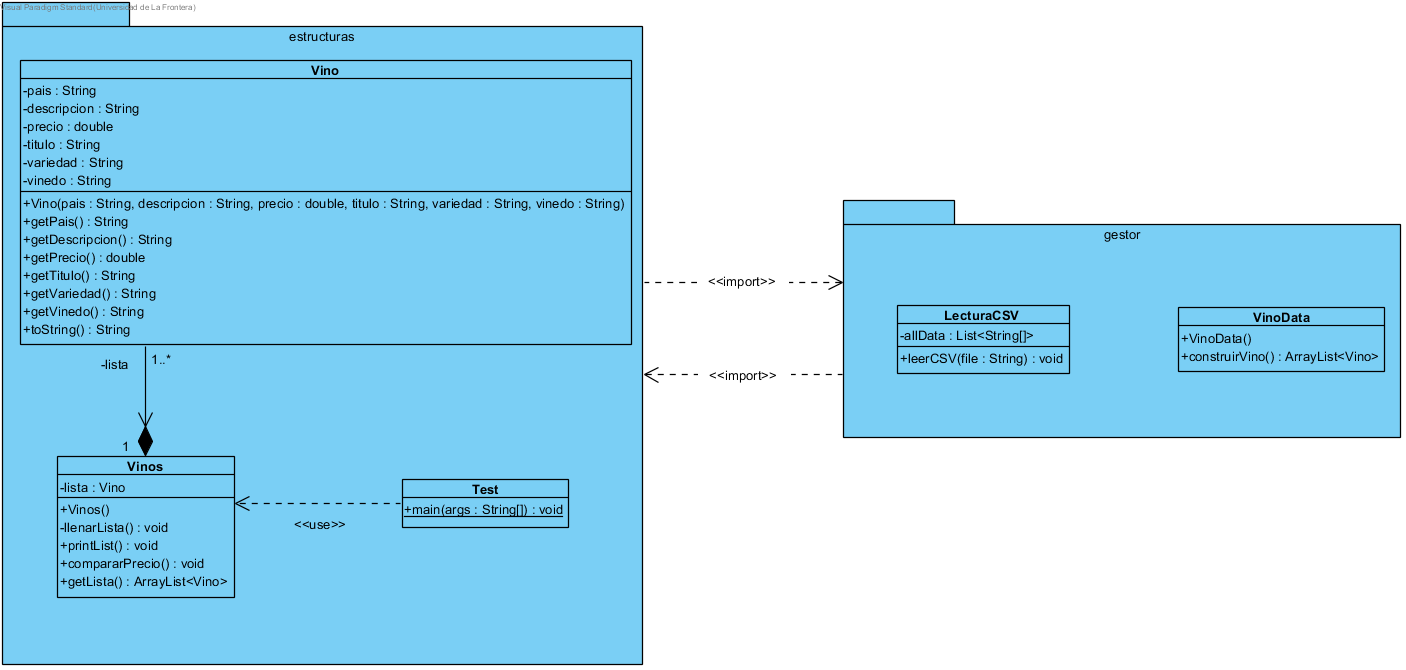 Visual Paradigm Standard(Universidad de La Frontera)
estructuras
Vino
-pais : String
-descripcion : String
-precio : double
-titulo : String
-variedad : String
-vinedo : String
+Vino(pais : String, descripcion : String, precio : double, titulo : String, variedad : String, vinedo : String)
+getPais() : String
+getDescripcion() : String
+getPrecio() : double
+getTitulo() : String
+getVariedad() : String
+getVinedo() : String
+toString() : String
-lista
1..*
1
Vinos
-lista : Vino
+Vinos()
-llenarLista() : void
+printList() : void
+compararPrecio() : void
+getLista() : ArrayList<Vino>
<<use>>
Test
+main(args : String[]) : void
<<import>>
<<import>>
gestor
LecturaCSV
-allData : List<String[]>
+leerCSV(file : String) : void
VinoData
+VinoData()
+construirVino() : ArrayList<Vino>